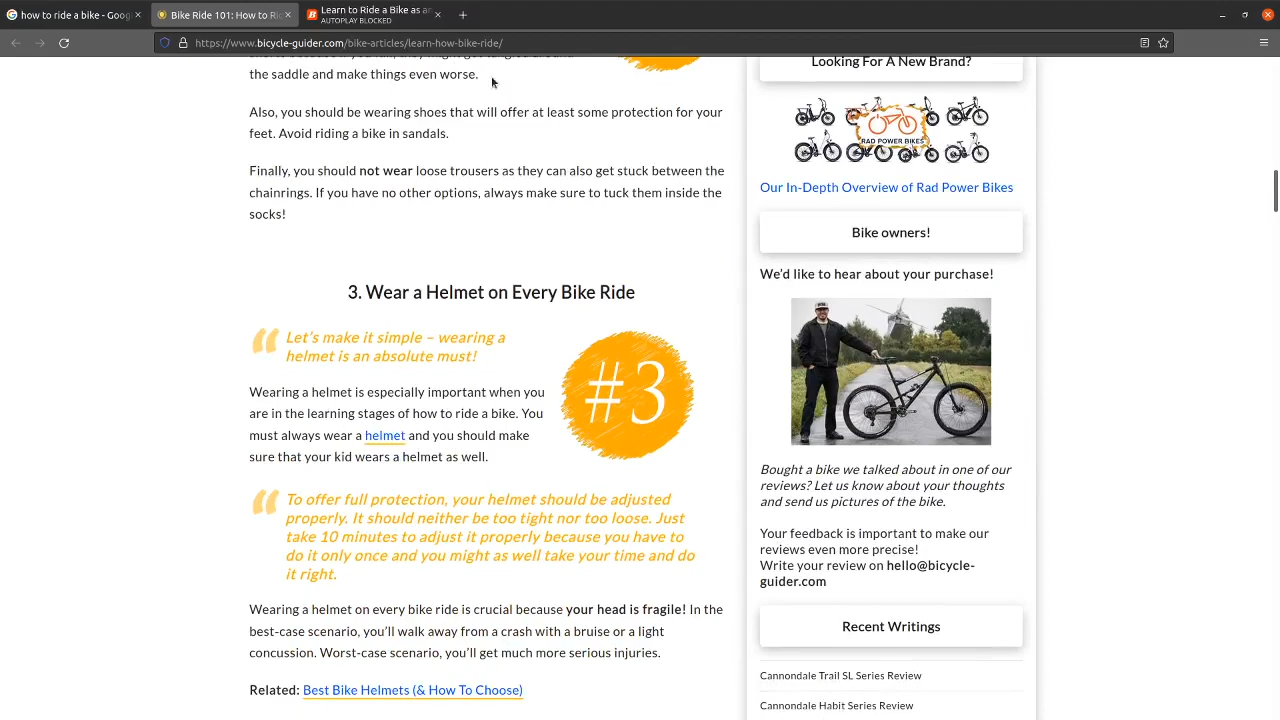 how to ride a bike - Goog
Bike Ride 101: How to Ri
Learn to Ride a Bike as an
AUTOPLAY BLOCKED
https://www.bicycle-guider.com/bike-articles/learn-how-bike-ride/
the saddle and make things even worse.
Also, you should be wearing shoes that will offer at least some protection for your
feet. Avoid riding a bike in sandals.
Finally, you should not wear loose trousers as they can also get stuck between the
chainrings. If you have no other options, always make sure to tuck them inside the
socks!
3. Wear a Helmet on Every Bike Ride
Let's make it simple – wearing a
helmet is an absolute must!
#3
Wearing a helmet is especially important when you
are in the learning stages of how to ride a bike. You
must always wear a helmet and you should make
sure that your kid wears a helmet as well.
To offer full protection, your helmet should be adjusted
properly. It should neither be too tight nor too loose. Just
take 10 minutes to adjust it properly because you have to
do it only once and you might as well take your time and do
it right.
Wearing a helmet on every bike ride is crucial because your head is fragile! In the
best-case scenario, you'll walk away from a crash with a bruise or a light
concussion. Worst-case scenario, you'll get much more serious injuries.
Related: Best Bike Helmets (& How To Choose)
Looking For A New Brand?
RAD POWER BIKES
Our In-Depth Overview of Rad Power Bikes
Bike owners!
We'd like to hear about your purchase!
Bought a bike we talked about in one of our
reviews? Let us know about your thoughts
and send us pictures of the bike.
Your feedback is important to make our
reviews even more precise!
Write your review on hello@bicycle-
guider.com
Recent Writings
Cannondale Trail SL Series Review
Cannondale Habit Series Review